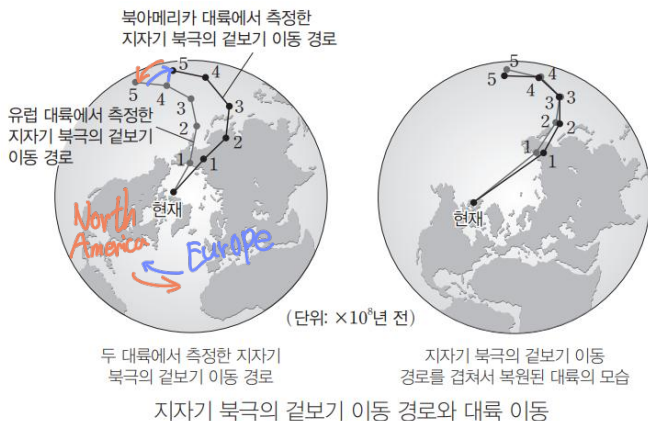 북아메리카 대륙에서 측정한
지자기 북극의 겉보기 이동 경로
5
4
5
4
3
3
유럽 대륙에서 측정한
지자기 북극의 겉보기
이동 경로
2
2
1
1
현재
North
America
Europe
5
5
4
4
3
3
2
2
1
1
현재
(단위: ×10⁸년 전)
두 대륙에서 측정한 지자기
북극의 겉보기 이동 경로
지자기 북극의 겉보기 이동
경로를 겹쳐서 복원된 대륙의 모습
지자기 북극의 겉보기 이동 경로와 대륙 이동